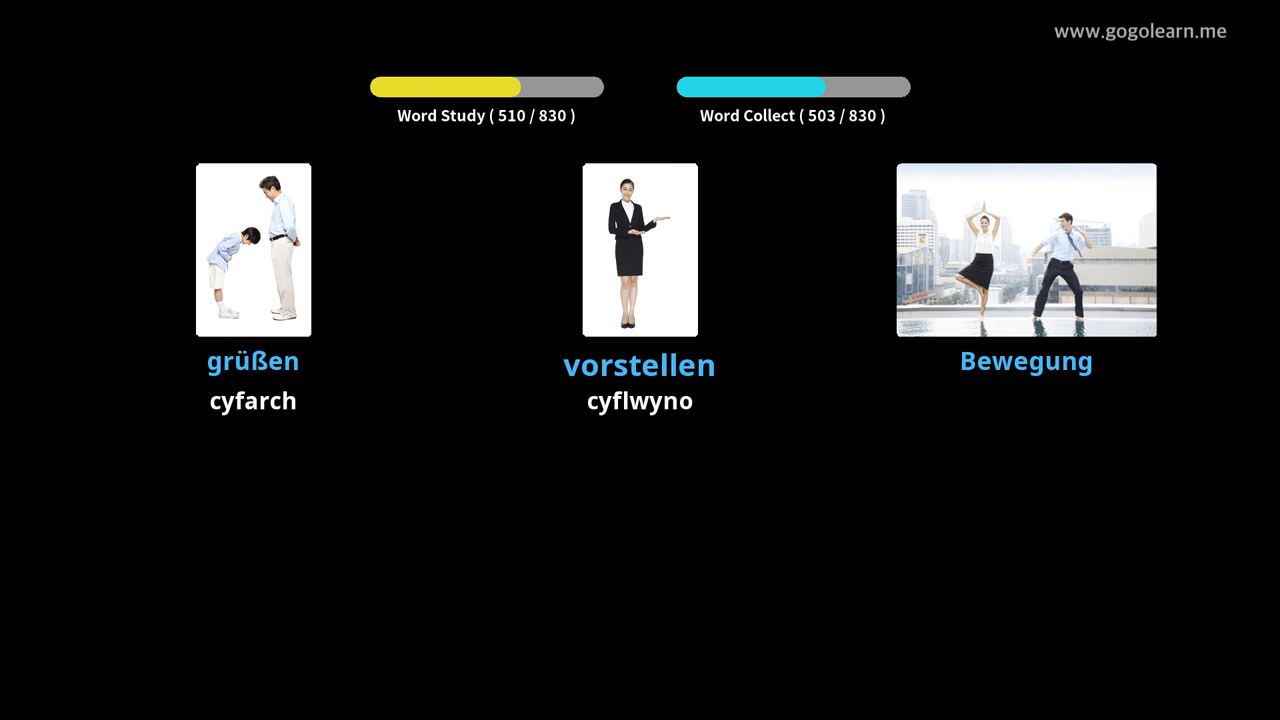 www.gogolearn.me
Word Study ( 510 / 830 )
Word Collect ( 503 / 830 )
grüßen
cyfarch
vorstellen
cyflwyno
Bewegung